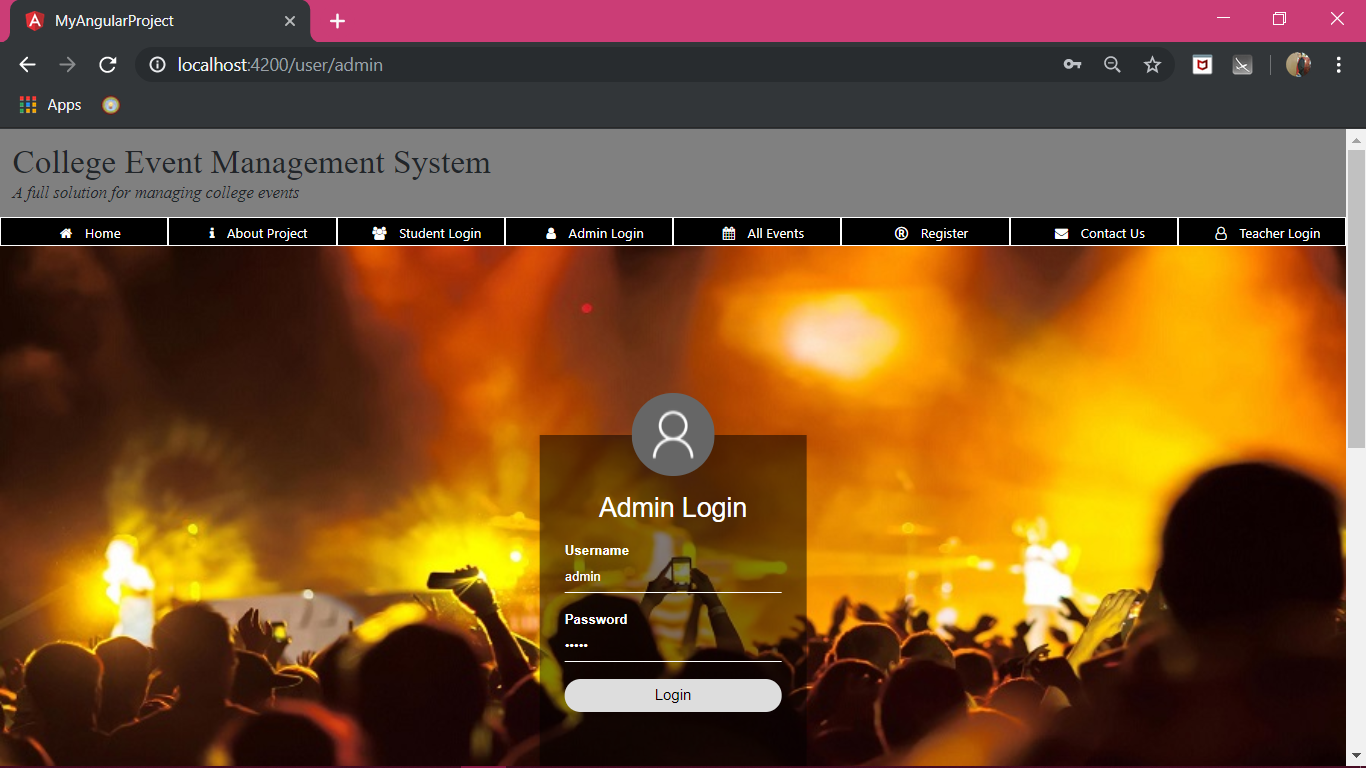 MyAngularProject
localhost:4200/user/admin
Apps
College Event Management System
A full solution for managing college events
Home About Project Student Login Admin Login All Events Register Contact Us Teacher Login
Admin Login
Username
admin
Password
•••••
Login